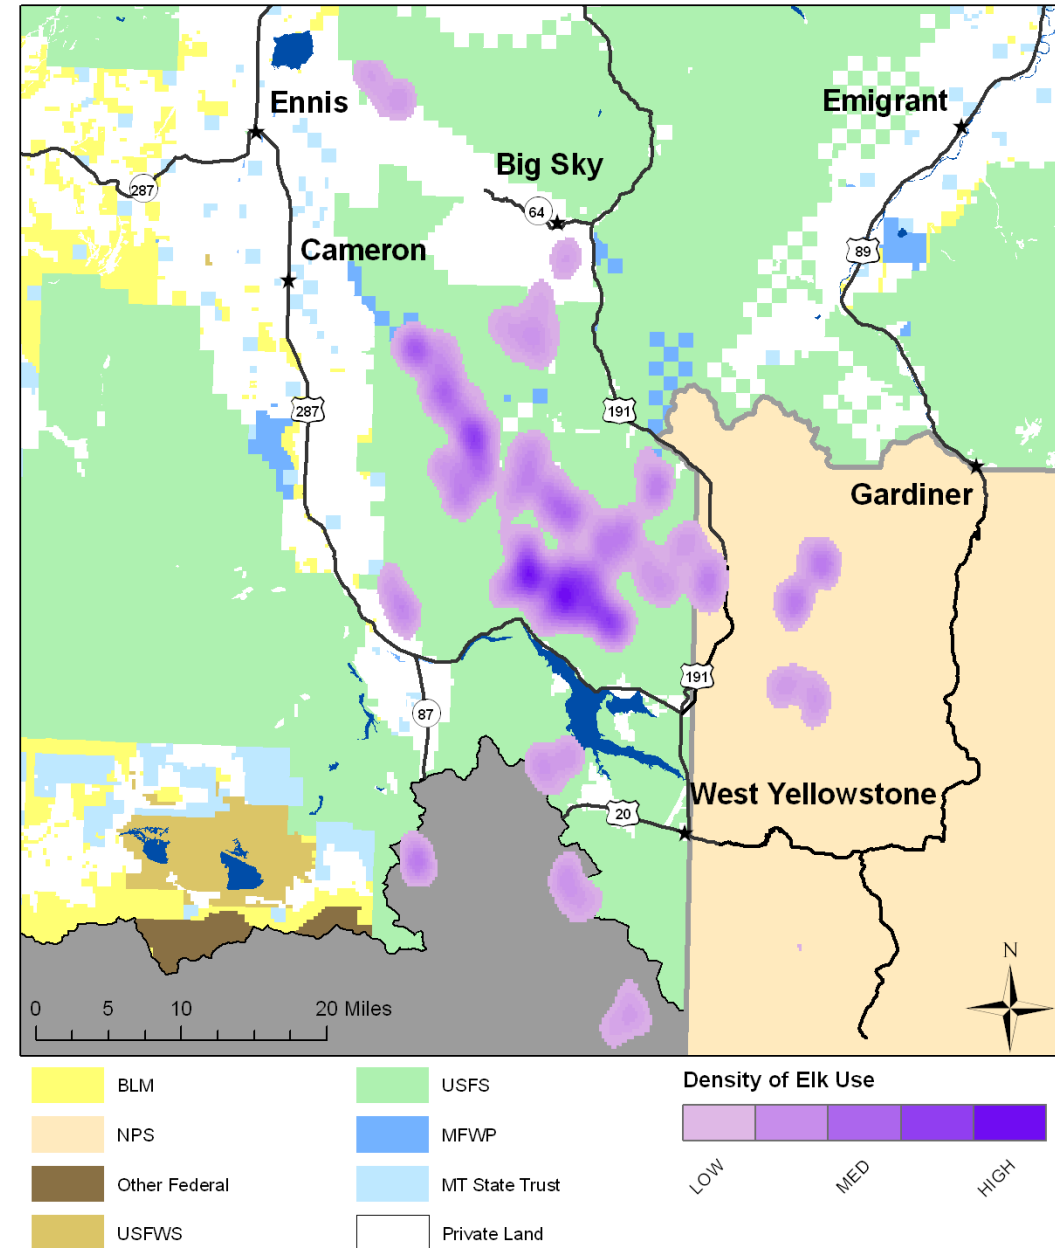 Ennis
Emigrant
Big Sky
287
64
Cameron
89
287
191
Gardiner
191
87
West Yellowstone
20
N
0 5 10 20 Miles
BLM
NPS
Other Federal
USFWS
USFS
MFWP
MT State Trust
Private Land
Density of Elk Use
LOW MED HIGH